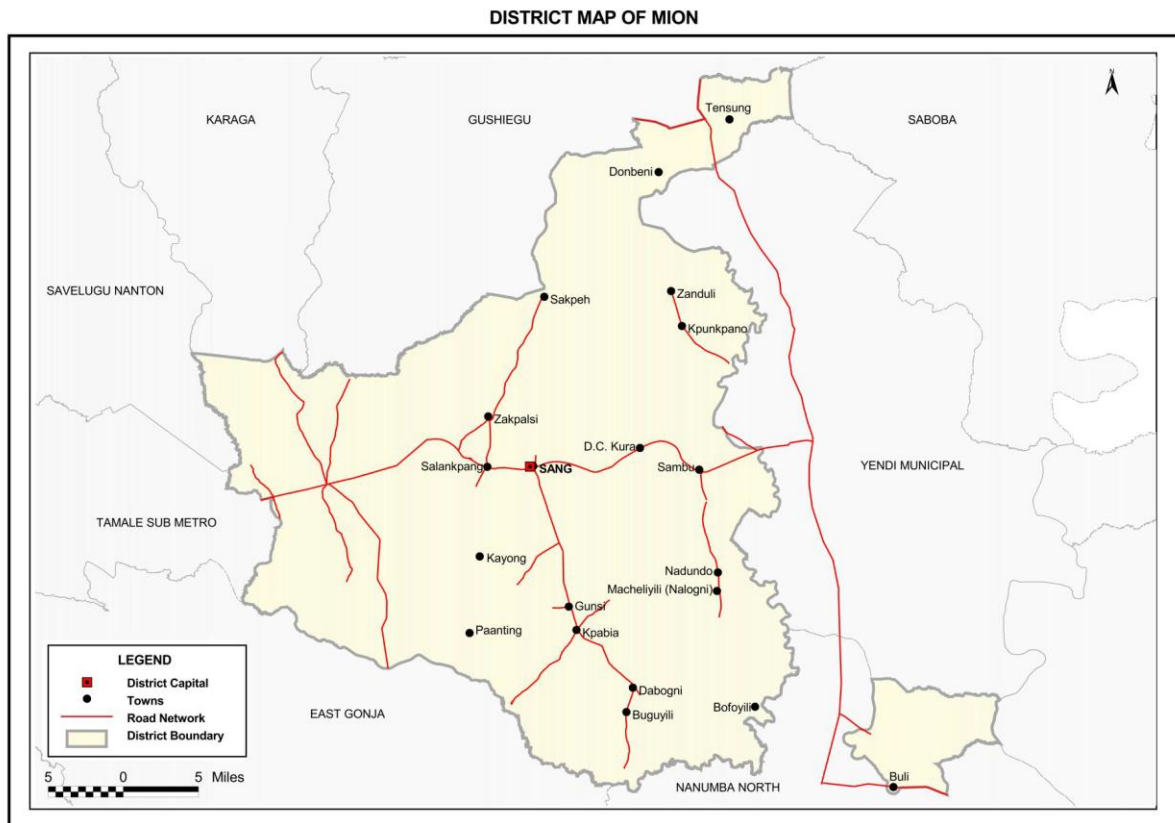 DISTRICT MAP OF MION
N
Tensung
KARAGA
GUSHIEGU
SABOBA
Donbeni
SAVELUGU NANTON
Sakpeh
Zanduli
Kpunkpano
Zakpalsi
D.C. Kura
Salankpang
SANG
Sambu
YENDI MUNICIPAL
TAMALE SUB METRO
Kayong
Nadundo
Macheliyili (Nalogni)
Gunsi
Paanting
Kpabia
LEGEND
District Capital
Towns
Road Network
District Boundary
Dabogni
EAST GONJA
Buguyili
Bofoyili
5 0 5 Miles
Buli
NANUMBA NORTH